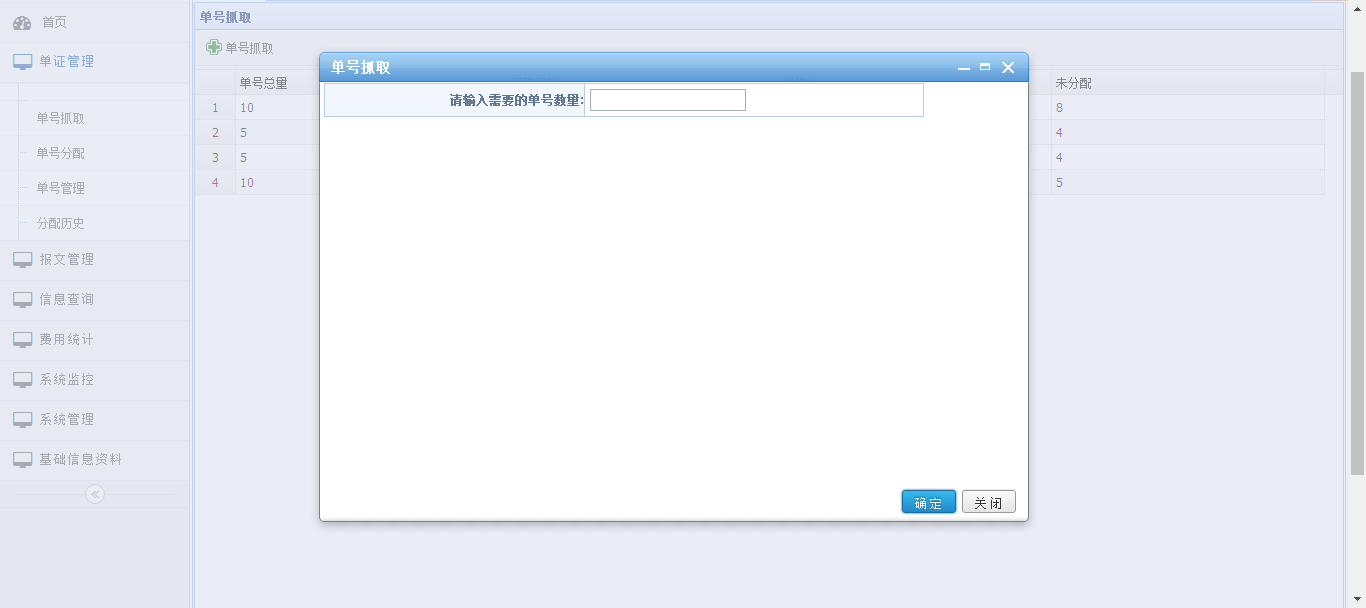 首页
单证管理
单号抓取
单号分配
单号管理
分配历史
报文管理
信息查询
费用统计
系统监控
系统管理
基础信息资料
单号抓取
单号抓取
单号总量 未分配
1 10 8
2 5 4
3 5 4
4 10 5
单号抓取
请输入需要的单号数量:
确定 关闭